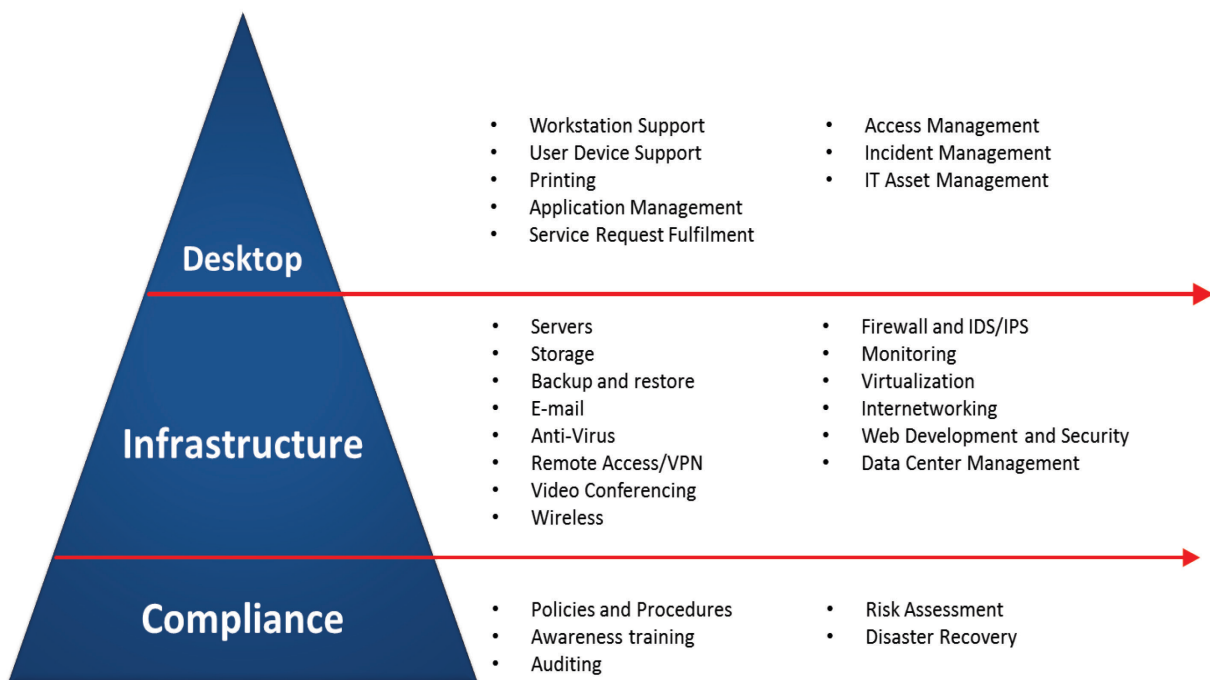 Desktop
• Workstation Support
• User Device Support
• Printing
• Application Management
• Service Request Fulfilment
• Access Management
• Incident Management
• IT Asset Management
Infrastructure
• Servers
• Storage
• Backup and restore
• E-mail
• Anti-Virus
• Remote Access/VPN
• Video Conferencing
• Wireless
• Firewall and IDS/IPS
• Monitoring
• Virtualization
• Internetworking
• Web Development and Security
• Data Center Management
Compliance
• Policies and Procedures
• Awareness training
• Auditing
• Risk Assessment
• Disaster Recovery